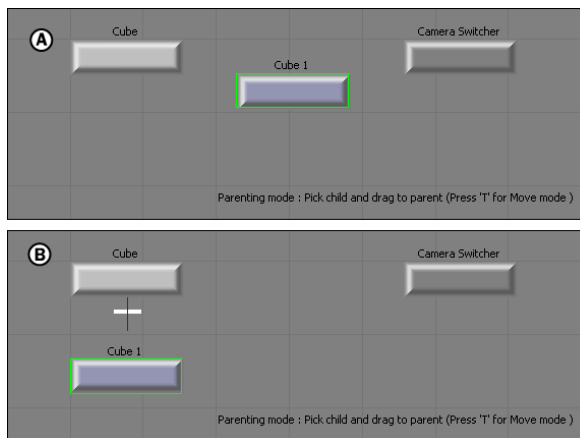 A
Cube
Camera Switcher
Cube 1
Parenting mode : Pick child and drag to parent (Press 'T' for Move mode )
B
Cube
Camera Switcher
Cube 1
Parenting mode : Pick child and drag to parent (Press 'T' for Move mode )